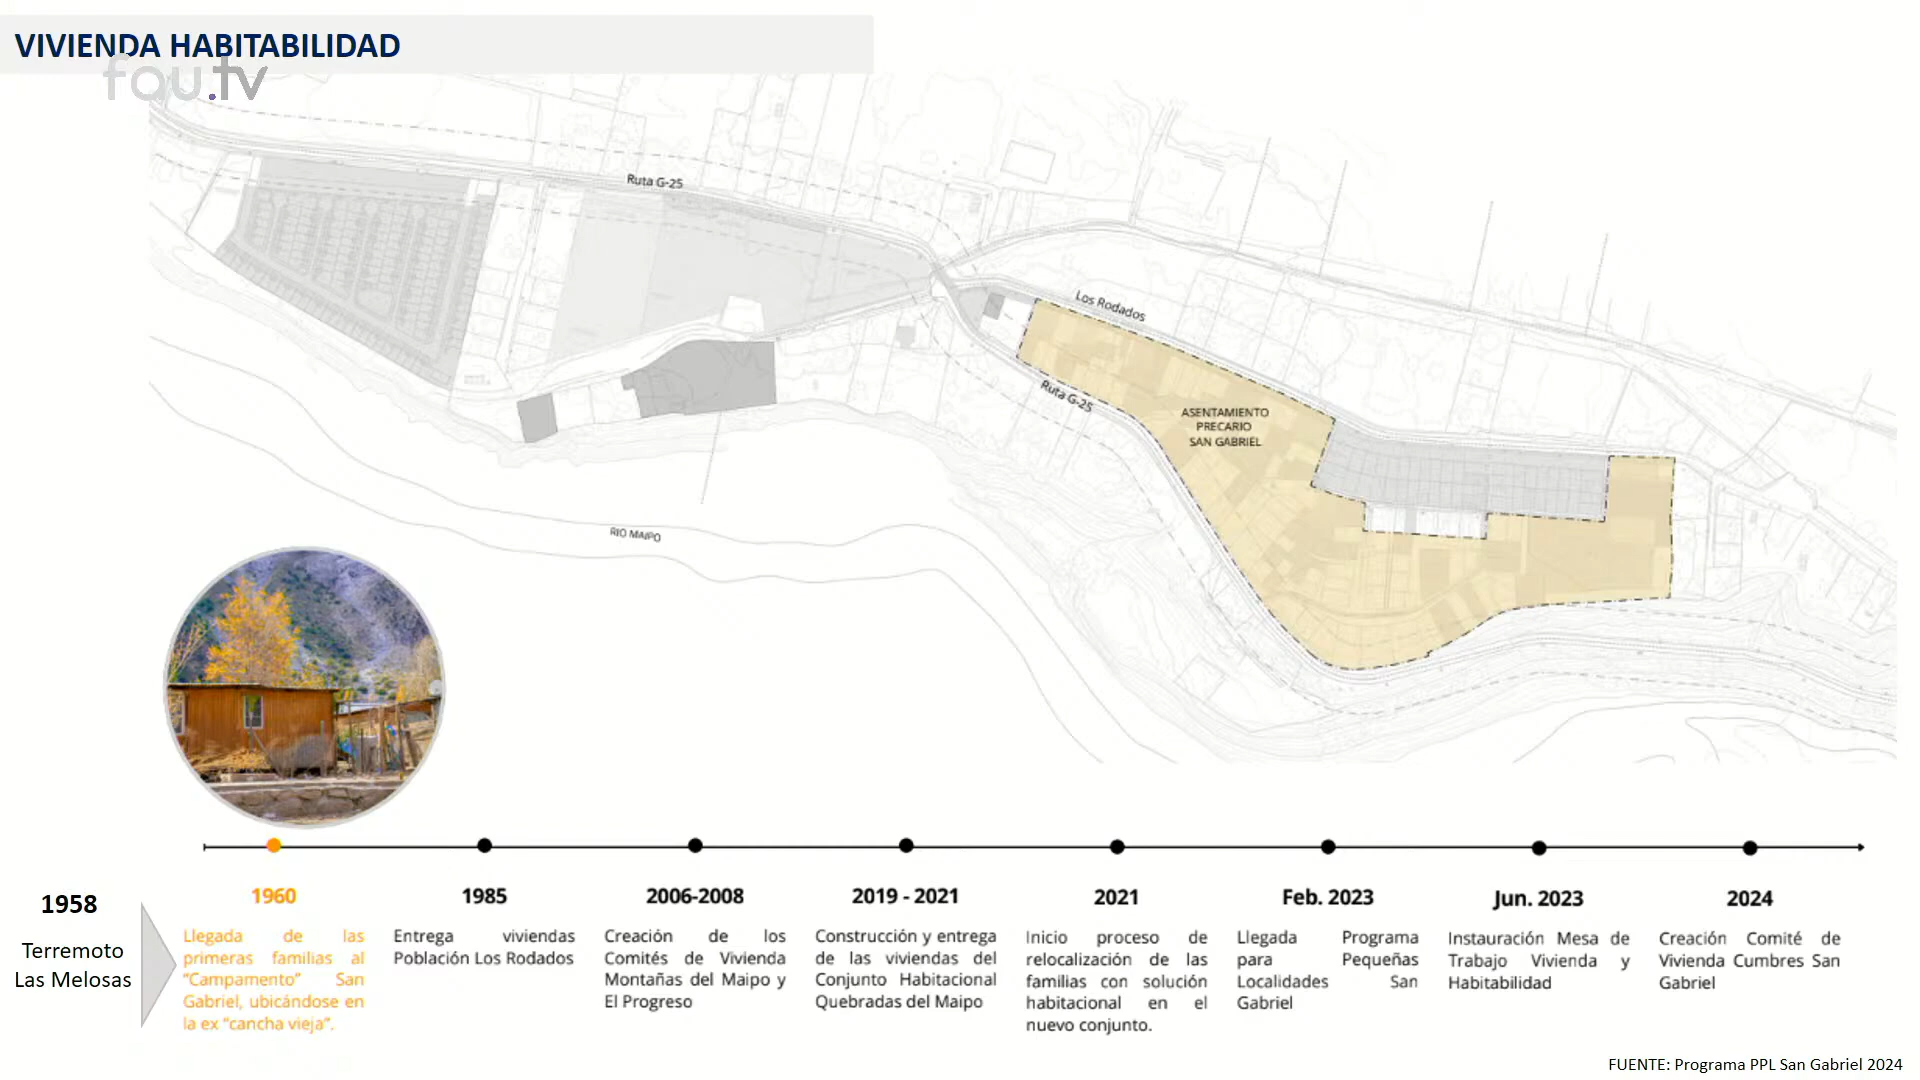 VIVIENDA HABITABILIDAD
fau.tv
Ruta G-25
Los Rodados
Ruta G-25
ASENTAMIENTO
PRECARIO
SAN GABRIEL
RIO MAIPO
1958
Terremoto
Las Melosas
1960
Llegada de las
primeras familias al
“Campamento” San
Gabriel, ubicándose en
la ex “cancha vieja”.
1985
Entrega viviendas
Población Los Rodados
2006-2008
Creación de los
Comités de Vivienda
Montañas del Maipo y
El Progreso
2019 - 2021
Construcción y entrega
de las viviendas del
Conjunto Habitacional
Quebradas del Maipo
2021
Inicio proceso de
relocalización de las
familias con solución
habitacional en el
nuevo conjunto.
Feb. 2023
Llegada Programa
para Pequeñas
Localidades San
Gabriel
Jun. 2023
Instauración Mesa de
Trabajo Vivienda y
Habitabilidad
2024
Creación Comité de
Vivienda Cumbres San
Gabriel
FUENTE: Programa PPL San Gabriel 2024